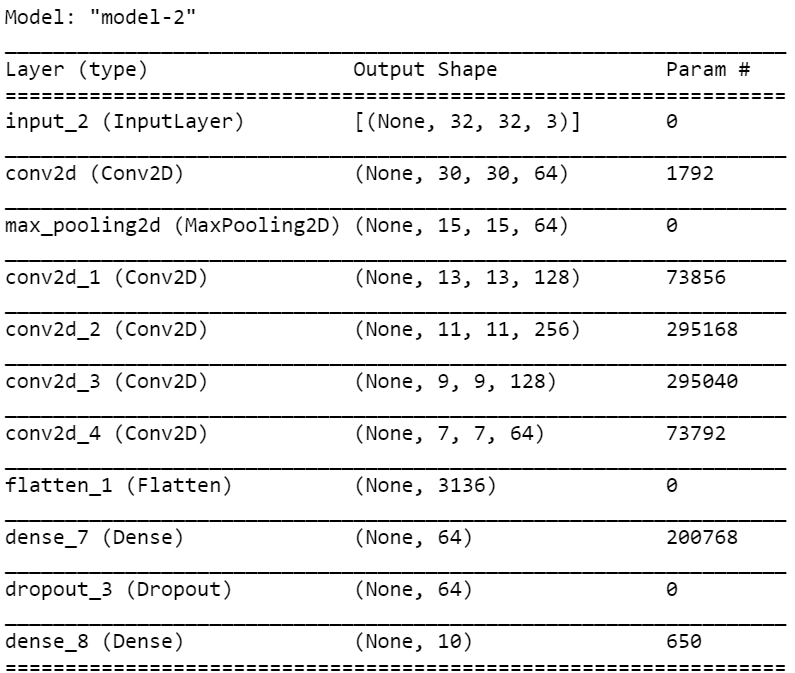 Model: "model-2"
_________________________________________________________________
Layer (type)                 Output Shape              Param #
=================================================================
input_2 (InputLayer)         [(None, 32, 32, 3)]       0
_________________________________________________________________
conv2d (Conv2D)              (None, 30, 30, 64)        1792
_________________________________________________________________
max_pooling2d (MaxPooling2D) (None, 15, 15, 64)        0
_________________________________________________________________
conv2d_1 (Conv2D)            (None, 13, 13, 128)       73856
_________________________________________________________________
conv2d_2 (Conv2D)            (None, 11, 11, 256)       295168
_________________________________________________________________
conv2d_3 (Conv2D)            (None, 9, 9, 128)         295040
_________________________________________________________________
conv2d_4 (Conv2D)            (None, 7, 7, 64)          73792
_________________________________________________________________
flatten_1 (Flatten)          (None, 3136)              0
_________________________________________________________________
dense_7 (Dense)              (None, 64)                200768
_________________________________________________________________
dropout_3 (Dropout)          (None, 64)                0
_________________________________________________________________
dense_8 (Dense)              (None, 10)                650
=================================================================